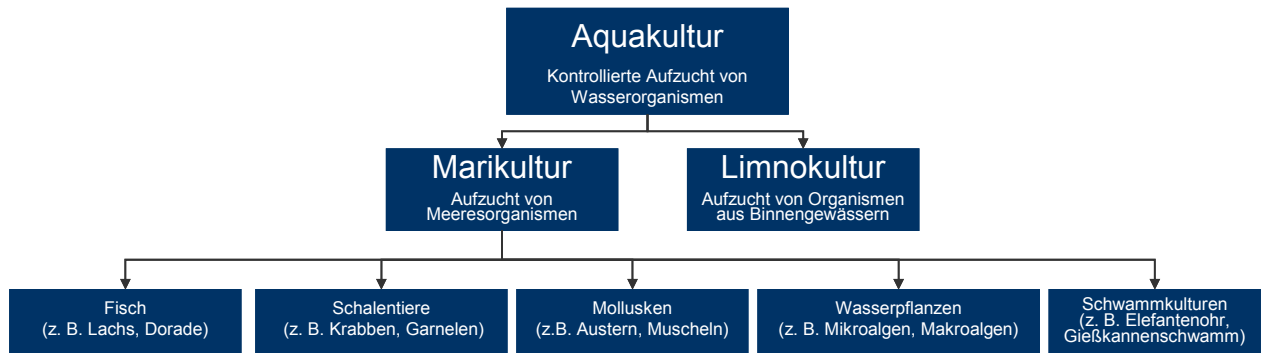 Aquakultur
Kontrollierte Aufzucht von
Wasserorganismen
Marikultur
Aufzucht von
Meeresorganismen
Limnokultur
Aufzucht von Organismen
aus Binnengewässern
Fisch
(z. B. Lachs, Dorade)
Schalentiere
(z. B. Krabben, Garnelen)
Mollusken
(z.B. Austern, Muscheln)
Wasserpflanzen
(z. B. Mikroalgen, Makroalgen)
Schwammkulturen
(z. B. Elefantenohr,
Gießkannenschwamm)